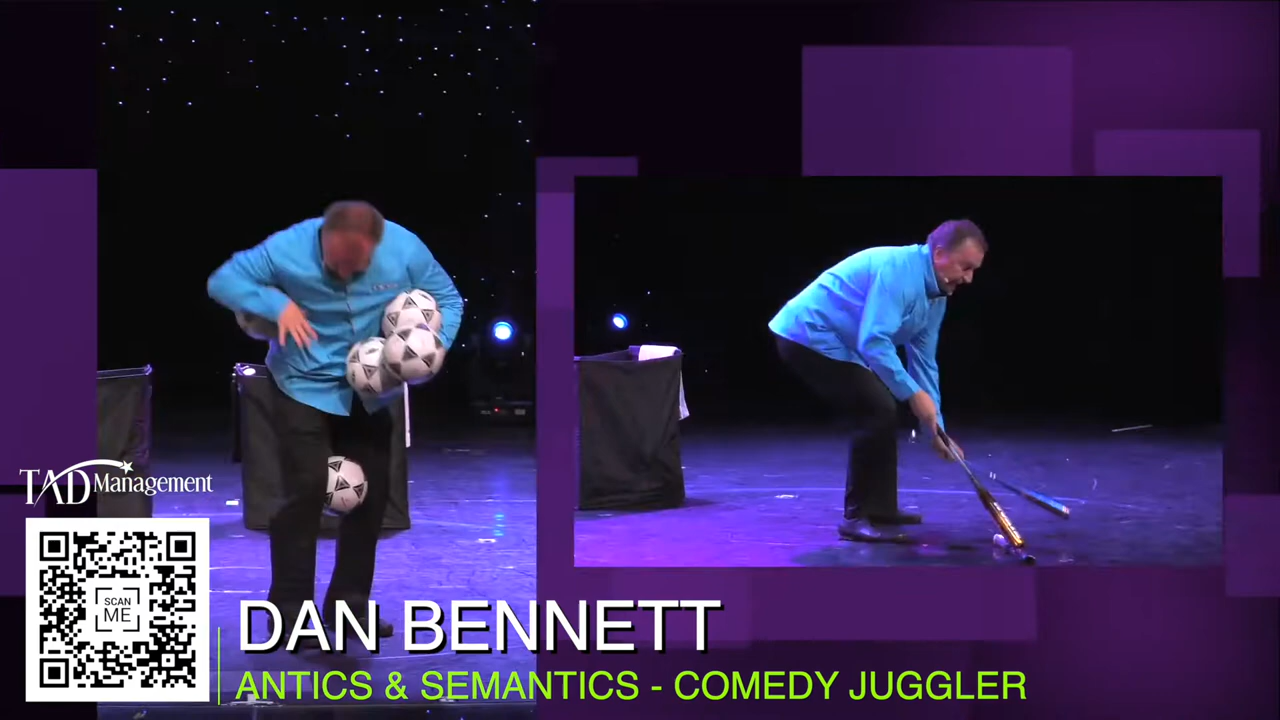 TAD Management
SCAN
ME
DAN BENNETT
ANTICS & SEMANTICS - COMEDY JUGGLER